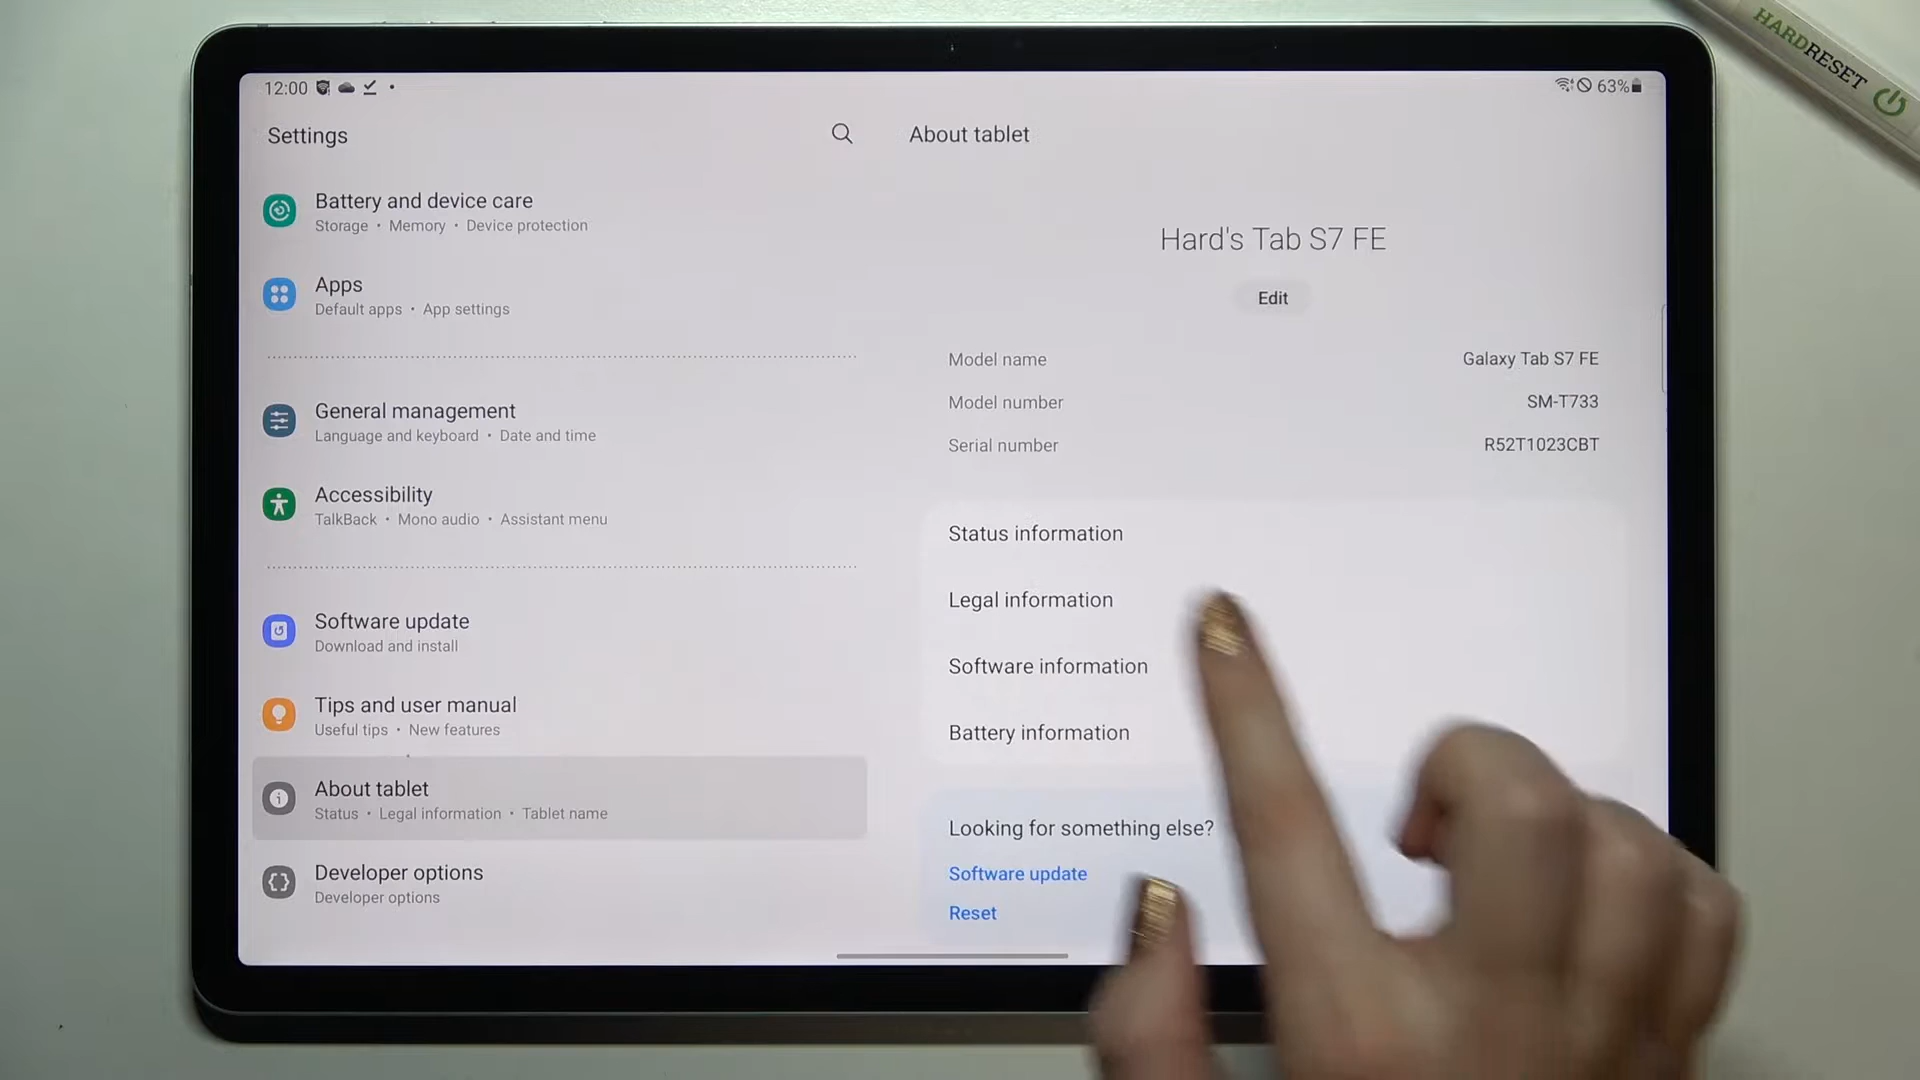 HARDRESET
12:00
63%
Settings
About tablet
Battery and device care
Storage • Memory • Device protection
Apps
Default apps • App settings
General management
Language and keyboard • Date and time
Accessibility
TalkBack • Mono audio • Assistant menu
Software update
Download and install
Tips and user manual
Useful tips • New features
About tablet
Status • Legal information • Tablet name
Developer options
Developer options
Hard's Tab S7 FE
Edit
Model name Galaxy Tab S7 FE
Model number SM-T733
Serial number R52T1023CBT
Status information
Legal information
Software information
Battery information
Looking for something else?
Software update
Reset